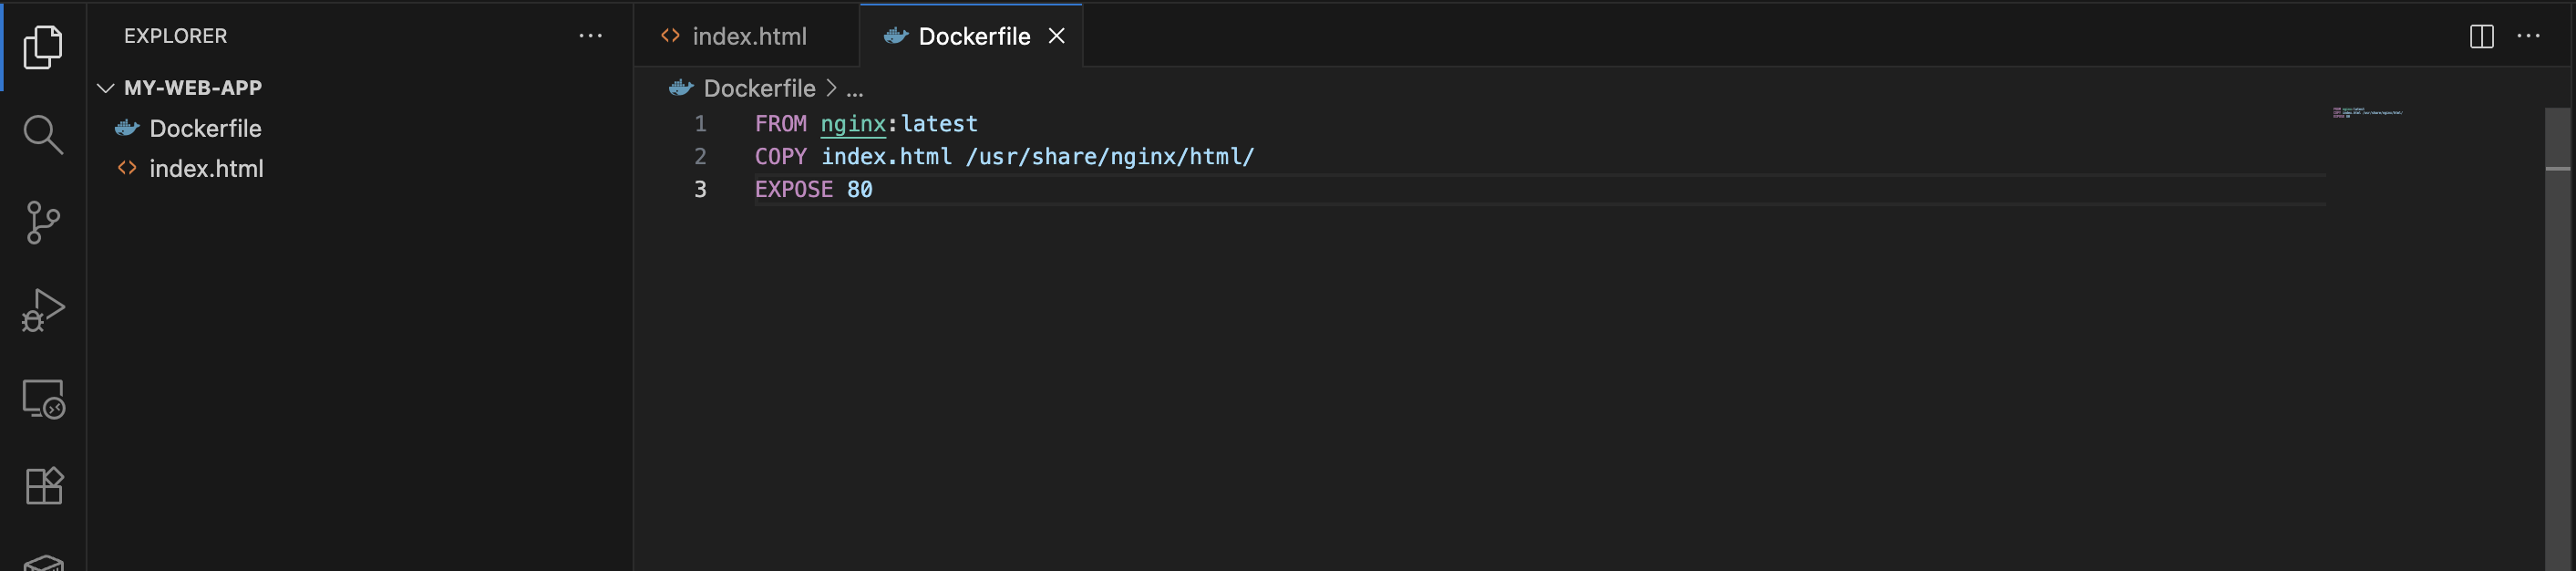 EXPLORER
MY-WEB-APP
Dockerfile
index.html
index.html
Dockerfile
Dockerfile > ...
1 FROM nginx:latest
2 COPY index.html /usr/share/nginx/html/
3 EXPOSE 80